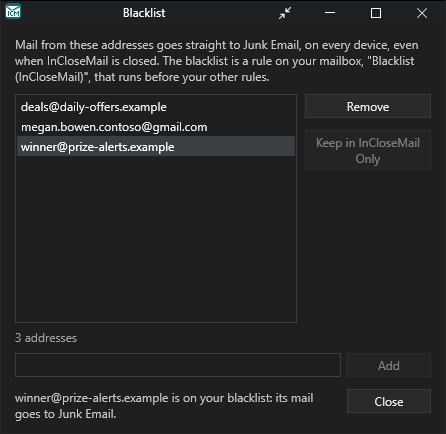 ICM
Blacklist
Mail from these addresses goes straight to Junk Email, on every device, even
when InCloseMail is closed. The blacklist is a rule on your mailbox, "Blacklist
(InCloseMail)", that runs before your other rules.
deals@daily-offers.example
megan.bowen.contoso@gmail.com
winner@prize-alerts.example
Remove
Keep in InCloseMail
Only
3 addresses
Add
winner@prize-alerts.example is on your blacklist: its mail
goes to Junk Email.
Close